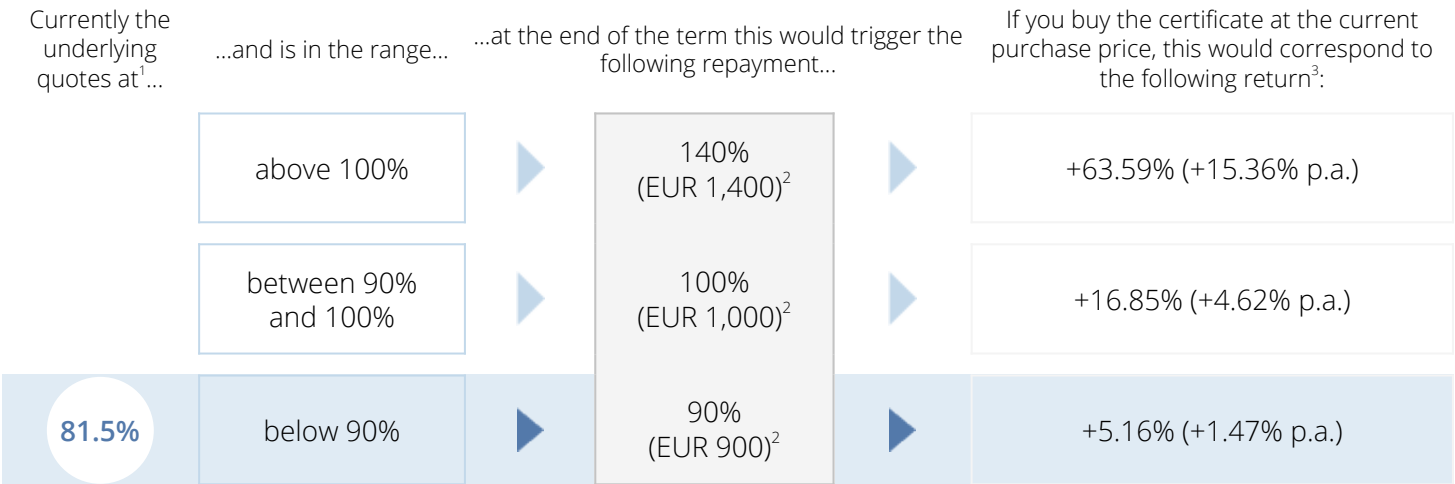 Currently the
underlying
quotes at¹...
...and is in the range...
...at the end of the term this would trigger the
following repayment...
If you buy the certificate at the current
purchase price, this would correspond to
the following return³:
above 100%
140%
(EUR 1,400)²
+63.59% (+15.36% p.a.)
between 90%
and 100%
100%
(EUR 1,000)²
+16.85% (+4.62% p.a.)
81.5%
below 90%
90%
(EUR 900)²
+5.16% (+1.47% p.a.)